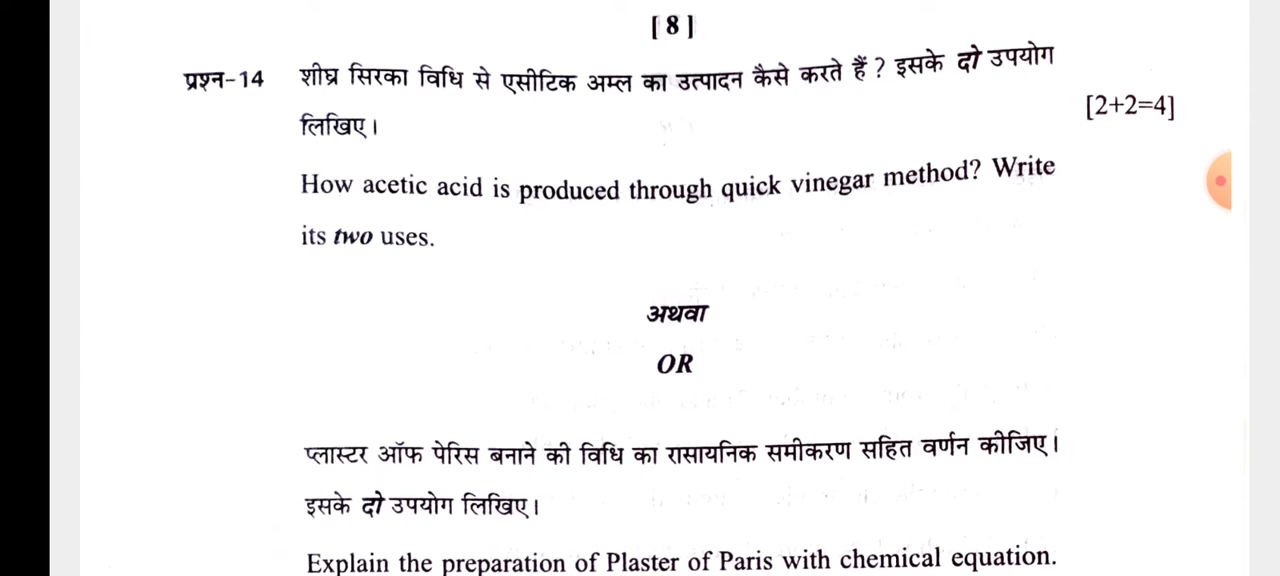 [ 8 ]
प्रश्न-14 शीघ्र सिरका विधि से एसीटिक अम्ल का उत्पादन कैसे करते हैं? इसके दो उपयोग
लिखिए। [2+2=4]
How acetic acid is produced through quick vinegar method? Write
its two uses.
अथवा
OR
प्लास्टर ऑफ पेरिस बनाने की विधि का रासायनिक समीकरण सहित वर्णन कीजिए।
इसके दो उपयोग लिखिए।
Explain the preparation of Plaster of Paris with chemical equation.